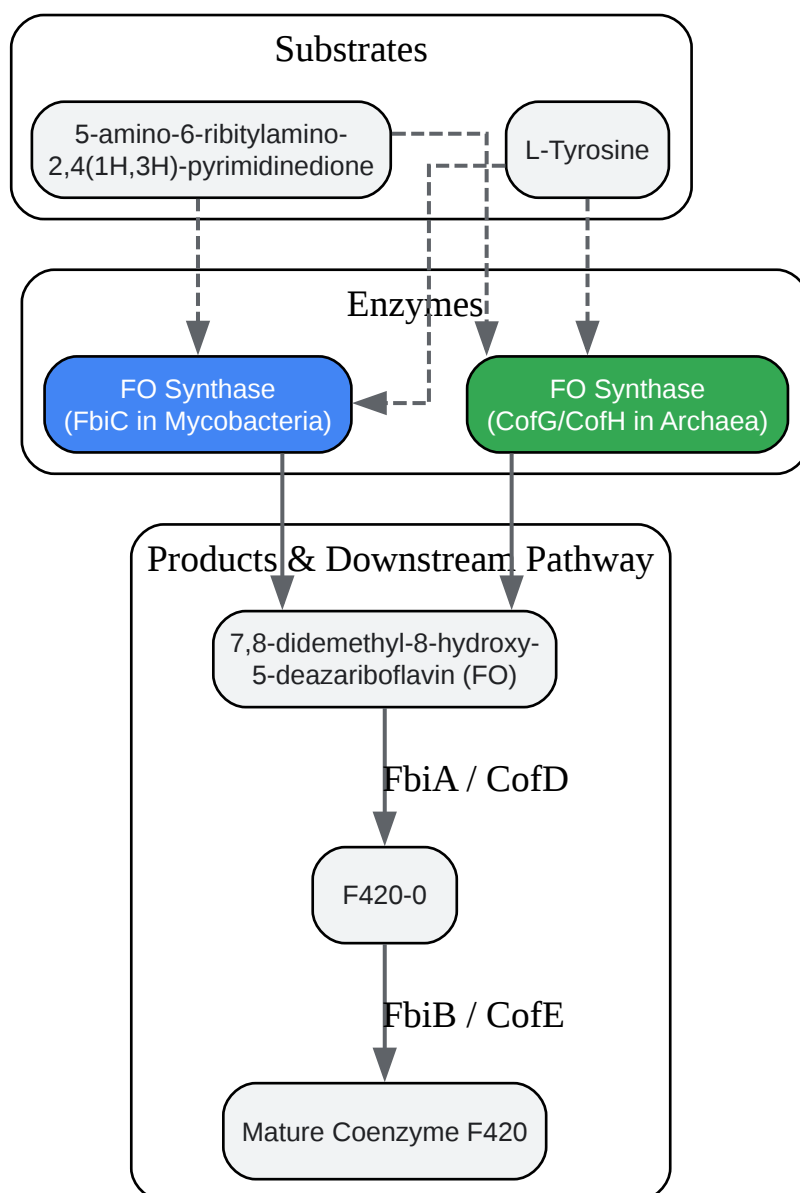 Substrates
5-amino-6-ribitylamino-
2,4(1H,3H)-pyrimidinedione
L-Tyrosine
Enzymes
FO Synthase
(FbiC in Mycobacteria)
FO Synthase
(CofG/CofH in Archaea)
Products & Downstream Pathway
7,8-didemethyl-8-hydroxy-
5-deazariboflavin (FO)
FbiA / CofD
F420-0
FbiB / CofE
Mature Coenzyme F420